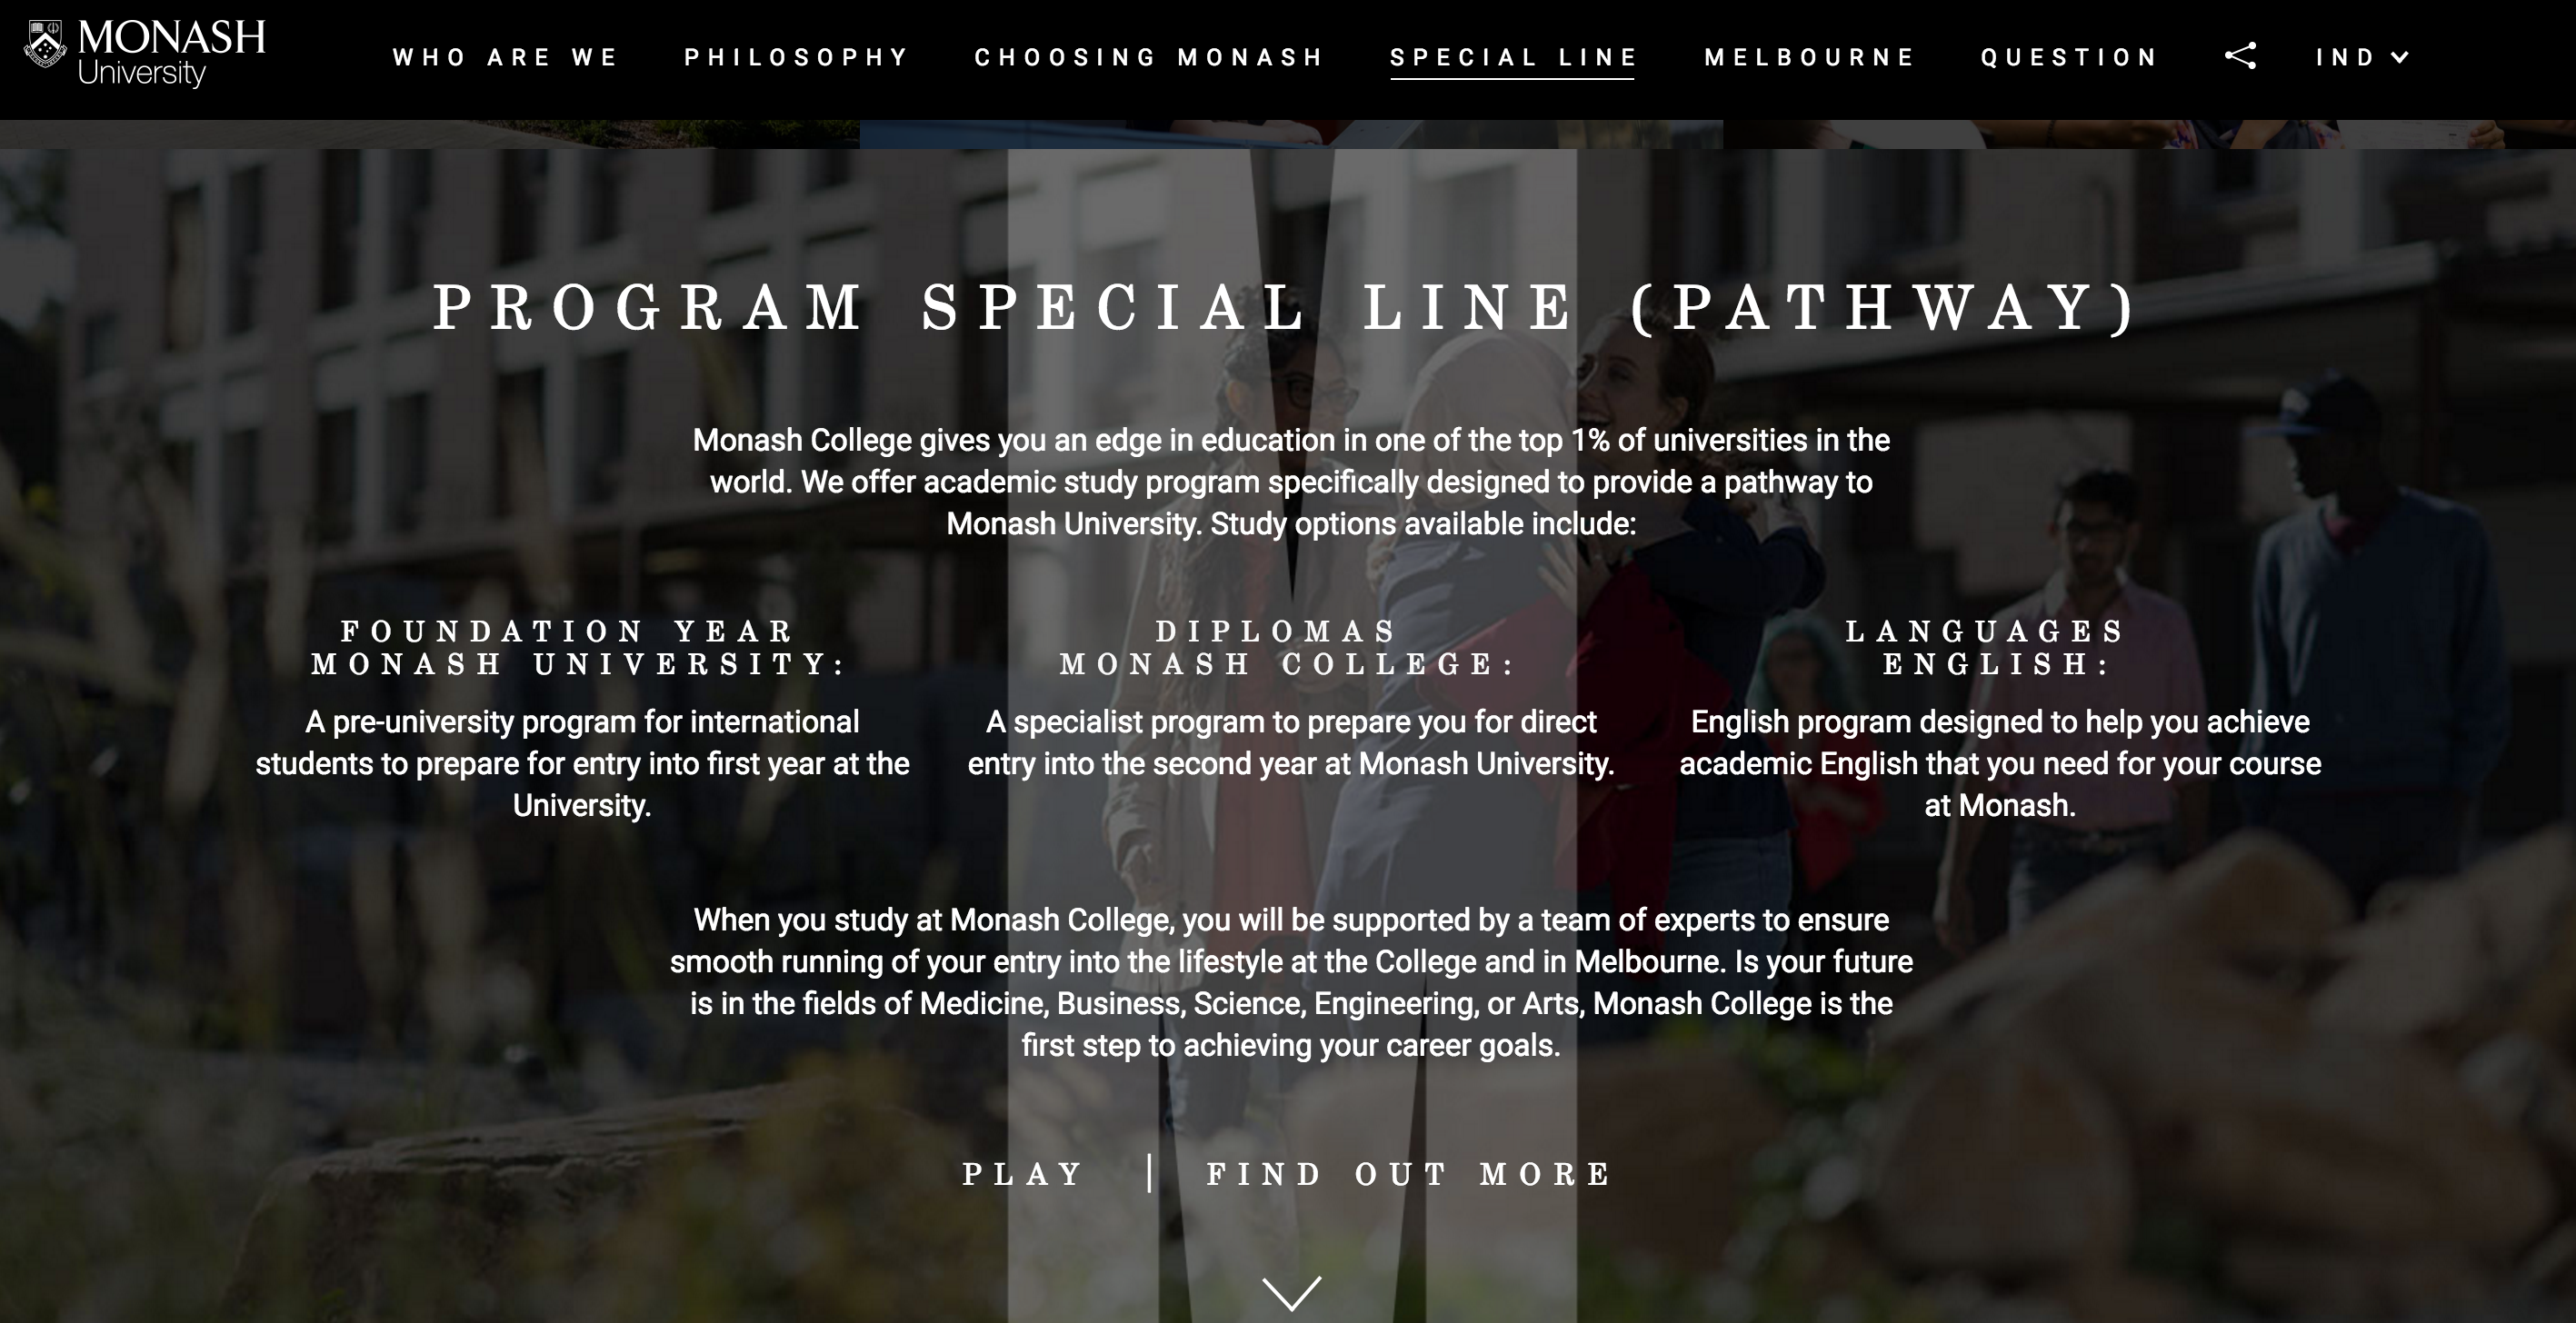 MONASH University
WHO ARE WE
PHILOSOPHY
CHOOSING MONASH
SPECIAL LINE
MELBOURNE
QUESTION
IND
PROGRAM SPECIAL LINE (PATHWAY)
Monash College gives you an edge in education in one of the top 1% of universities in the
world. We offer academic study program specifically designed to provide a pathway to
Monash University. Study options available include:
FOUNDATION YEAR
MONASH UNIVERSITY:
A pre-university program for international
students to prepare for entry into first year at the
University.
DIPLOMAS
MONASH COLLEGE:
A specialist program to prepare you for direct
entry into the second year at Monash University.
LANGUAGES
ENGLISH:
English program designed to help you achieve
academic English that you need for your course
at Monash.
When you study at Monash College, you will be supported by a team of experts to ensure
smooth running of your entry into the lifestyle at the College and in Melbourne. Is your future
is in the fields of Medicine, Business, Science, Engineering, or Arts, Monash College is the
first step to achieving your career goals.
PLAY | FIND OUT MORE